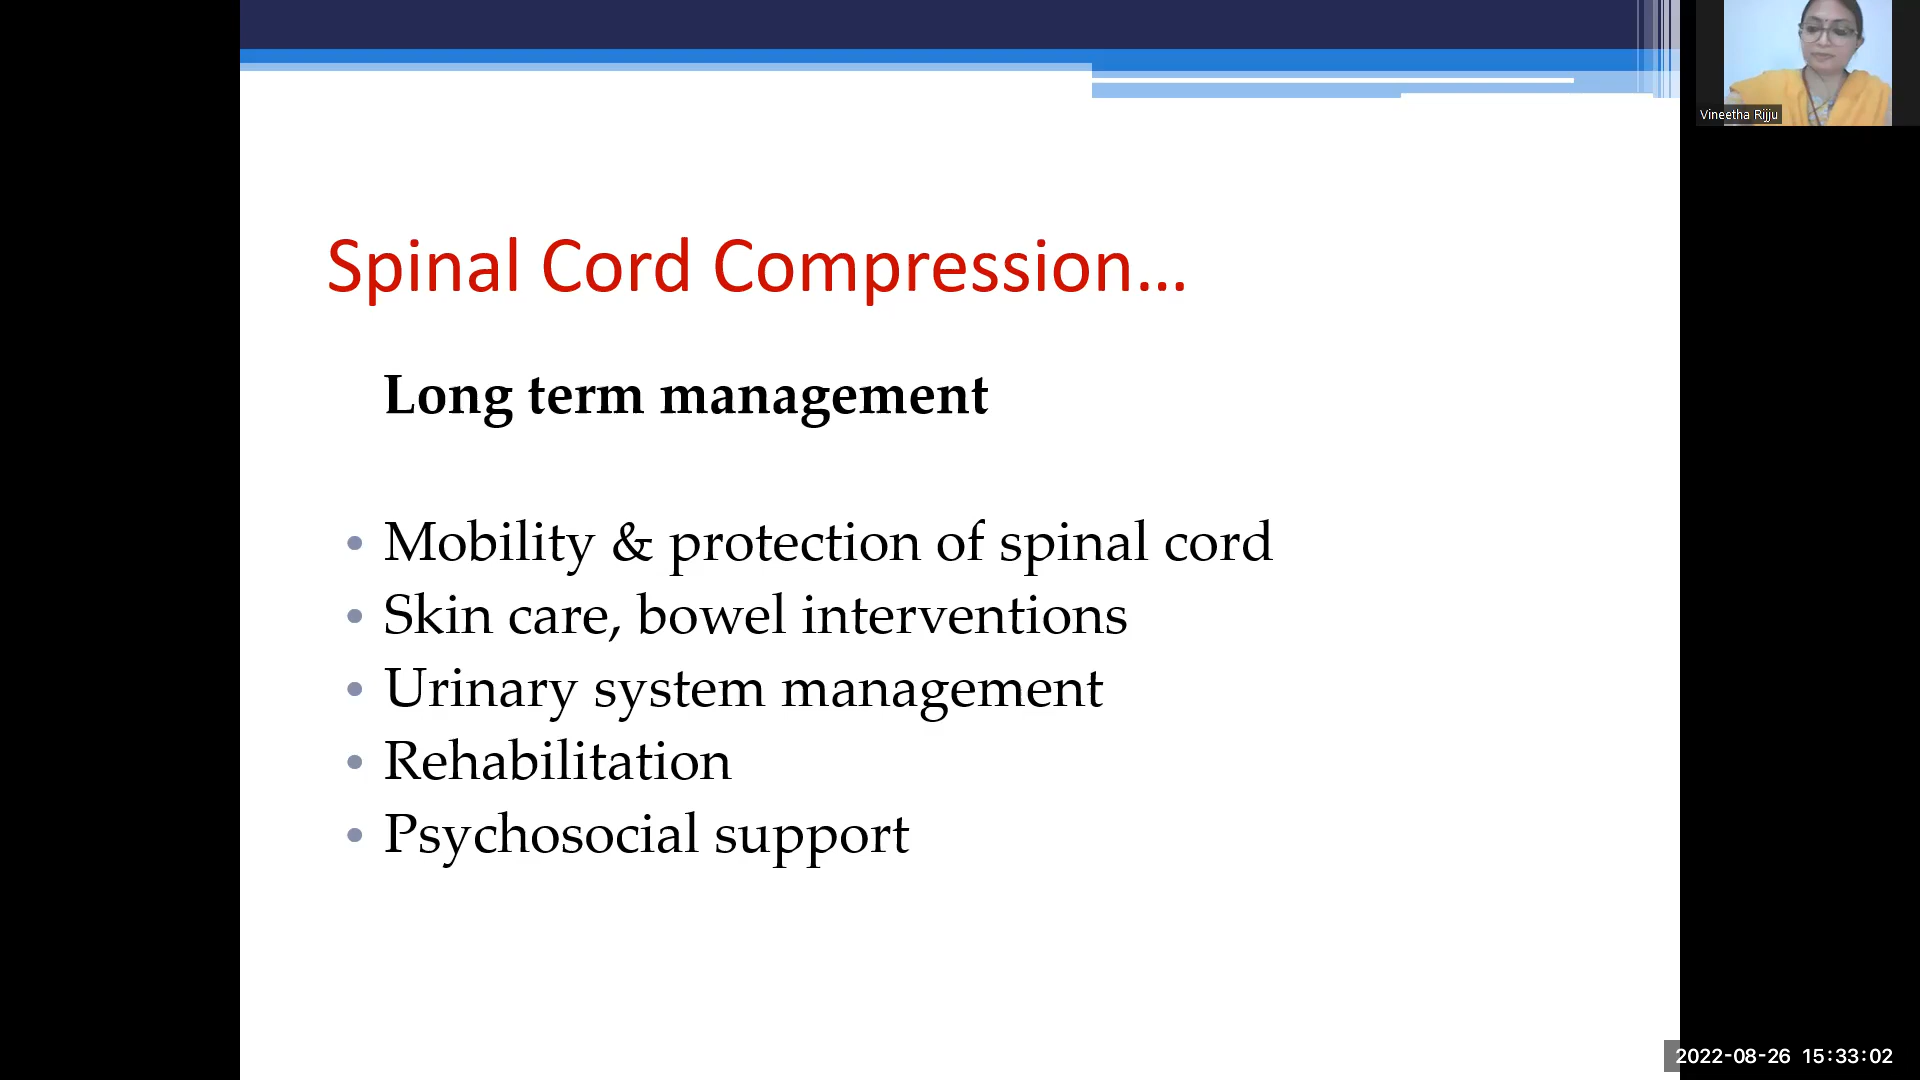 Vineetha Rijju
Spinal Cord Compression...
Long term management
• Mobility & protection of spinal cord
• Skin care, bowel interventions
• Urinary system management
• Rehabilitation
• Psychosocial support
2022-08-26 15:33:02